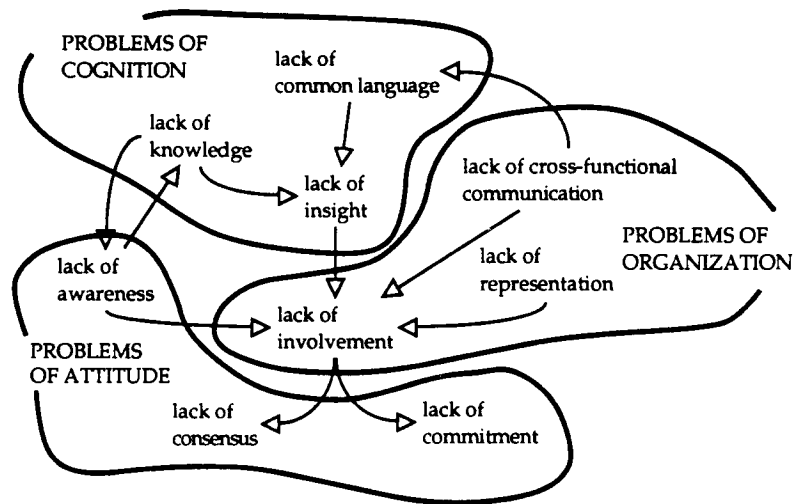 PROBLEMS OF
COGNITION
lack of
common language
lack of
knowledge
lack of
insight
lack of cross-functional
communication
PROBLEMS OF
ORGANIZATION
lack of
representation
lack of
awareness
lack of
involvement
PROBLEMS
OF ATTITUDE
lack of
consensus
lack of
commitment